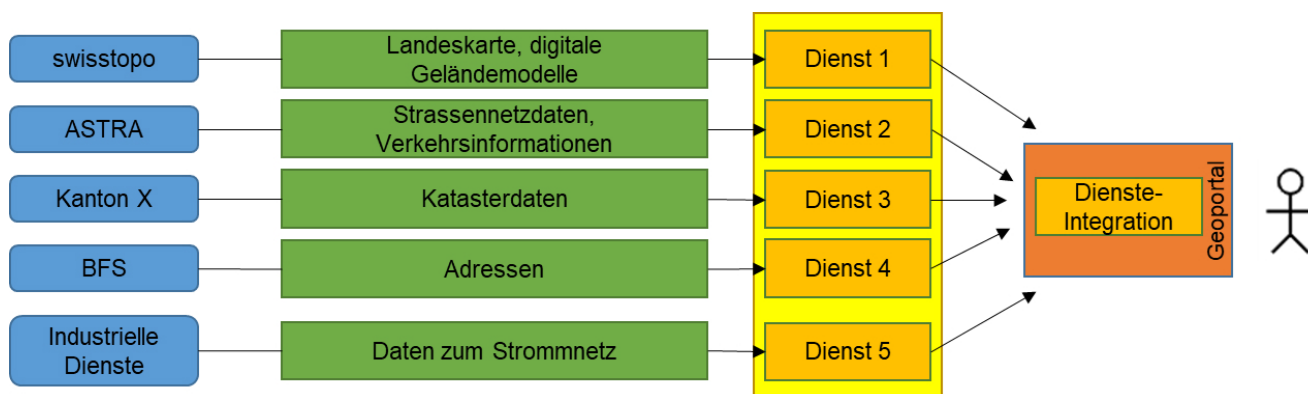 swisstopo
Landeskarte, digitale
Geländemodelle
Dienst 1
ASTRA
Strassennetzdaten,
Verkehrsinformationen
Dienst 2
Kanton X
Katasterdaten
Dienst 3
BFS
Adressen
Dienst 4
Industrielle
Dienste
Daten zum Strommnetz
Dienst 5
Dienste-
Integration
Geoportal